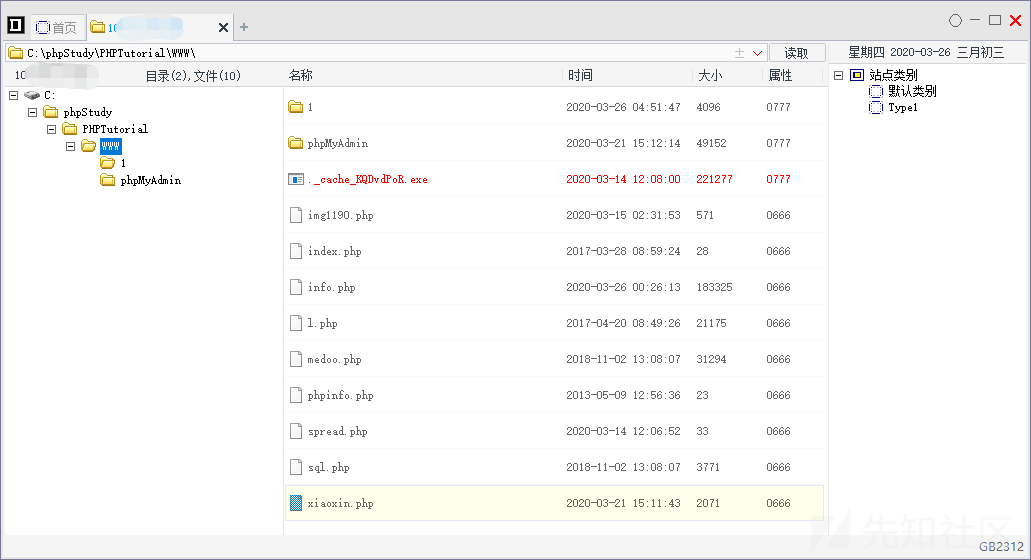 首页
10
C:\phpStudy\PHPTutorial\WWW\
读取
星期四 2020-03-26 三月初三
10
目录(2),文件(10)
名称 时间 大小 属性
C:
phpStudy
PHPTutorial
WWW
1
phpMyAdmin
1 2020-03-26 04:51:47 4096 0777
phpMyAdmin 2020-03-21 15:12:14 49152 0777
._cache_KQDvdPoR.exe 2020-03-14 12:08:00 221277 0777
img1190.php 2020-03-15 02:31:53 571 0666
index.php 2017-03-28 08:59:24 28 0666
info.php 2020-03-26 00:26:13 183325 0666
l.php 2017-04-20 08:49:26 21175 0666
medoo.php 2018-11-02 13:08:07 31294 0666
phpinfo.php 2013-05-09 12:56:36 23 0666
spread.php 2020-03-14 12:06:52 33 0666
sql.php 2018-11-02 13:08:07 3771 0666
xiaoxin.php 2020-03-21 15:11:43 2071 0666
站点类别
默认类别
Type1
先知社区
GB2312